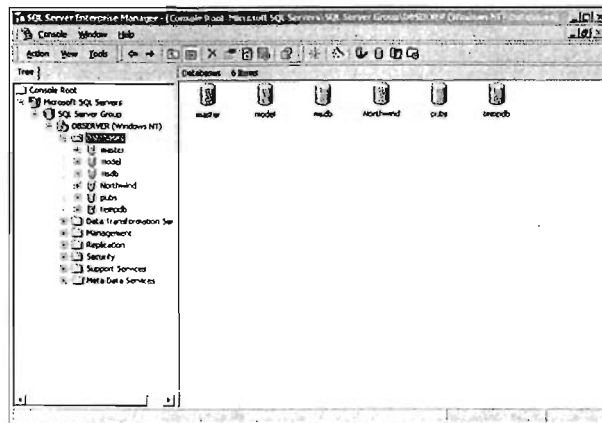 SQL Server Enterprise Manager - [Console Root\Microsoft SQL Servers\SQL Server Group\DBSERVER (Windows NT)\Databases]
Console Window Help
Action View Tools
Tree
Databases 6 Items
Console Root
Microsoft SQL Servers
SQL Server Group
DBSERVER (Windows NT)
master
model
msdb
Northwind
pubs
tempdb
Data Transformation Ser
Management
Replication
Security
Support Services
Meta Data Services
master model msdb Northwind pubs tempdb